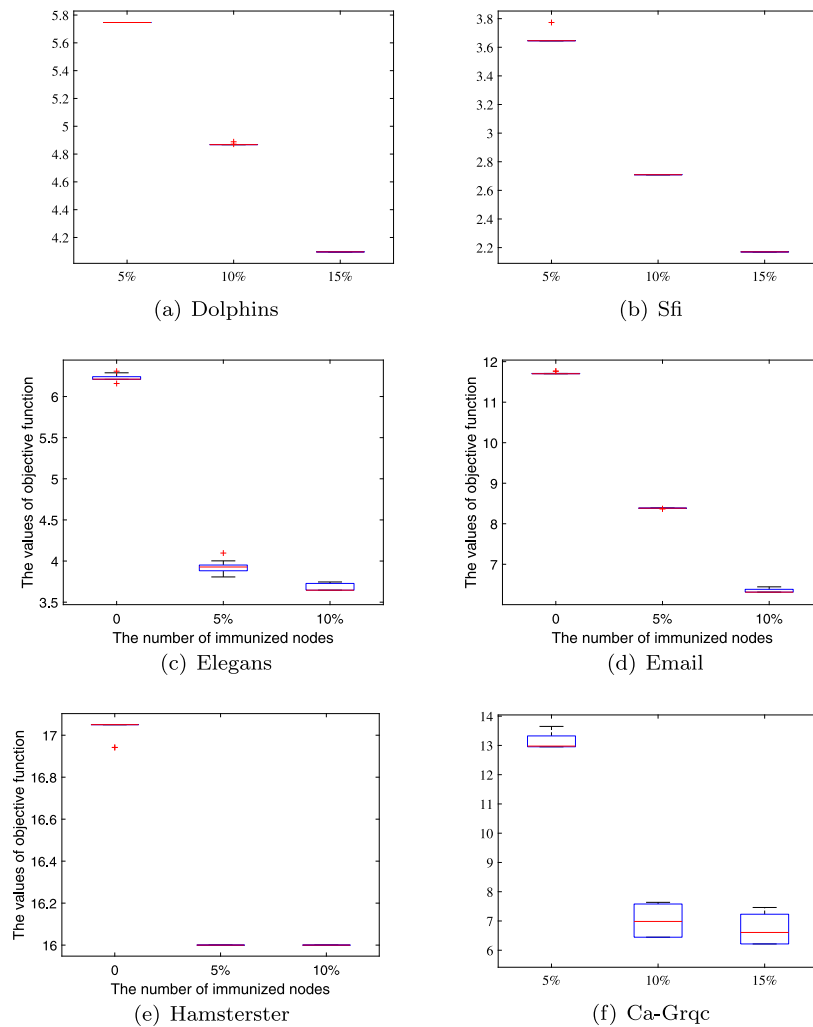 5.8
5.6
5.4
5.2
5
4.8
4.6
4.4
4.2
5% 10% 15%
(a) Dolphins
3.8
3.6
3.4
3.2
3
2.8
2.6
2.4
2.2
5% 10% 15%
(b) Sfi
The values of objective function
6
5.5
5
4.5
4
3.5
0 5% 10%
The number of immunized nodes
(c) Elegans
The values of objective function
12
11
10
9
8
7
0 5% 10%
The number of immunized nodes
(d) Email
The values of objective function
17
16.8
16.6
16.4
16.2
16
0 5% 10%
The number of immunized nodes
(e) Hamsterster
14
13
12
11
10
9
8
7
6
5% 10% 15%
(f) Ca-Grqc